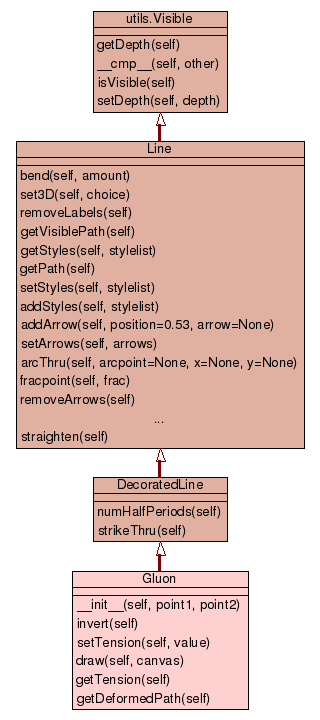 utils.Visible
getDepth(self)
__cmp__(self, other)
isVisible(self)
setDepth(self, depth)
Line
bend(self, amount)
set3D(self, choice)
removeLabels(self)
getVisiblePath(self)
getStyles(self, stylelist)
getPath(self)
setStyles(self, stylelist)
addStyles(self, stylelist)
addArrow(self, position=0.53, arrow=None)
setArrows(self, arrows)
arcThru(self, arcpoint=None, x=None, y=None)
fracpoint(self, frac)
removeArrows(self)
...
straighten(self)
DecoratedLine
numHalfPeriods(self)
strikeThru(self)
Gluon
__init__(self, point1, point2)
invert(self)
setTension(self, value)
draw(self, canvas)
getTension(self)
getDeformedPath(self)